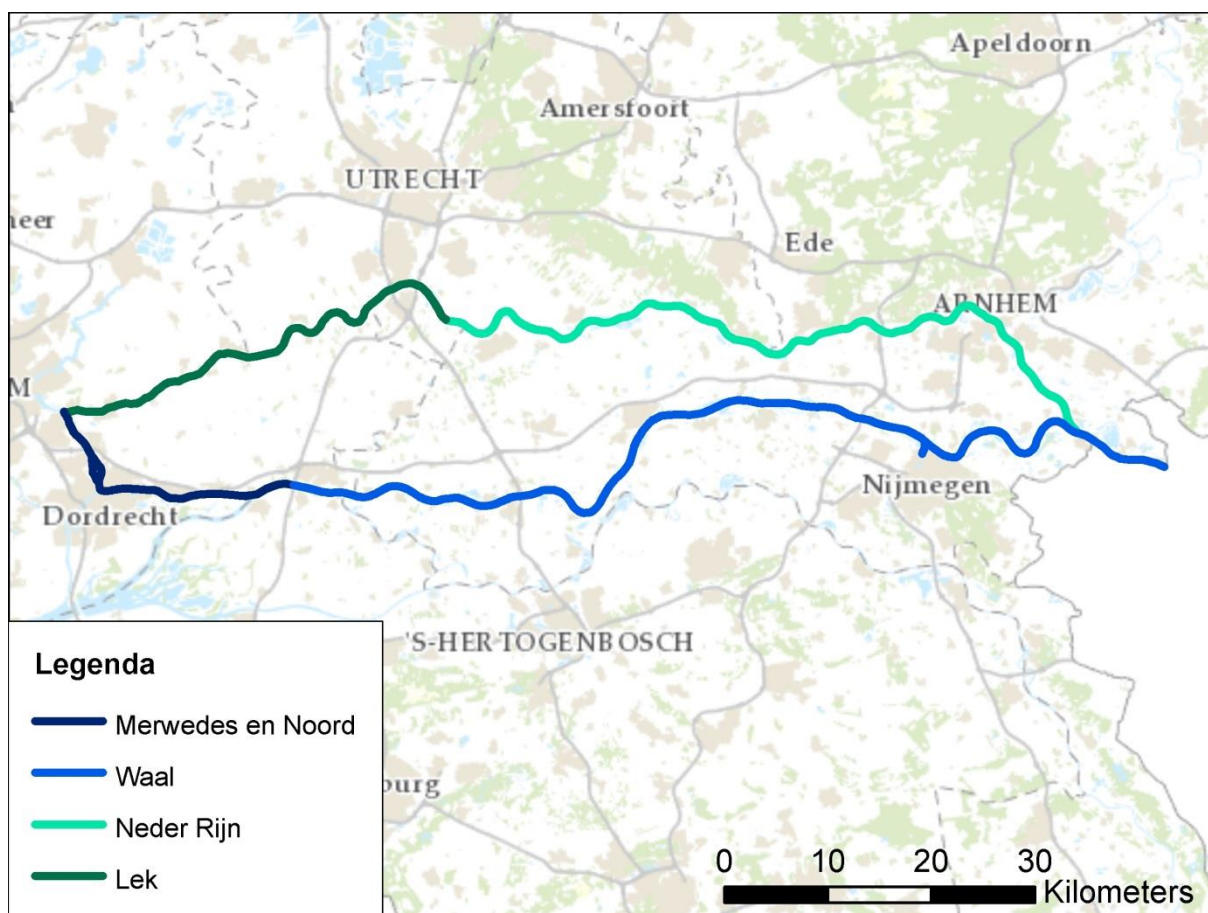 Apeldoorn
Amersfoort
UTRECHT
neer
Ede
ARNHEM
M
Nijmegen
Dordrecht
'S-HERTOGENBOSCH
Legenda
Merwedes en Noord
Waal
burg
Neder Rijn
Lek
0 10 20 30
Kilometers